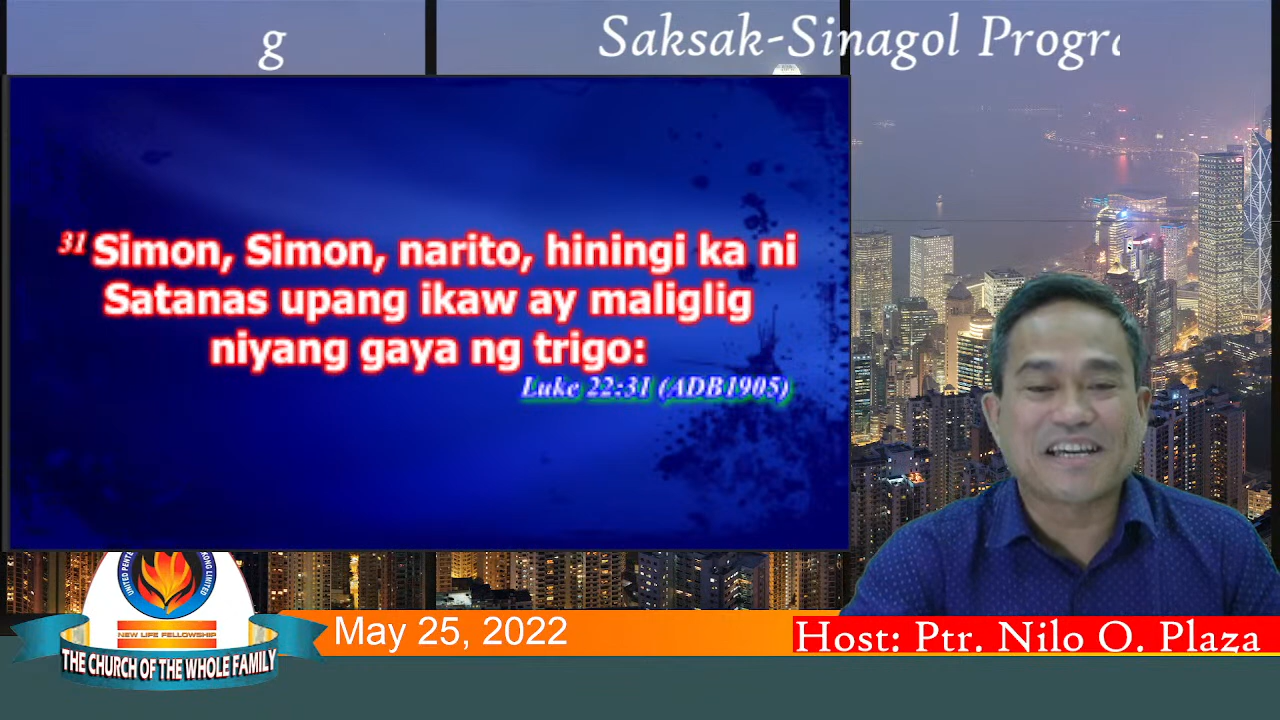 g
Saksak-Sinagol Progra
31 Simon, Simon, narito, hiningi ka ni
Satanas upang ikaw ay maliglig
niyang gaya ng trigo:
Luke 22:31 (ADB1905)
NEW LIFE FELLOWSHIP
THE CHURCH OF THE WHOLE FAMILY
May 25, 2022
Host: Ptr. Nilo O. Plaza